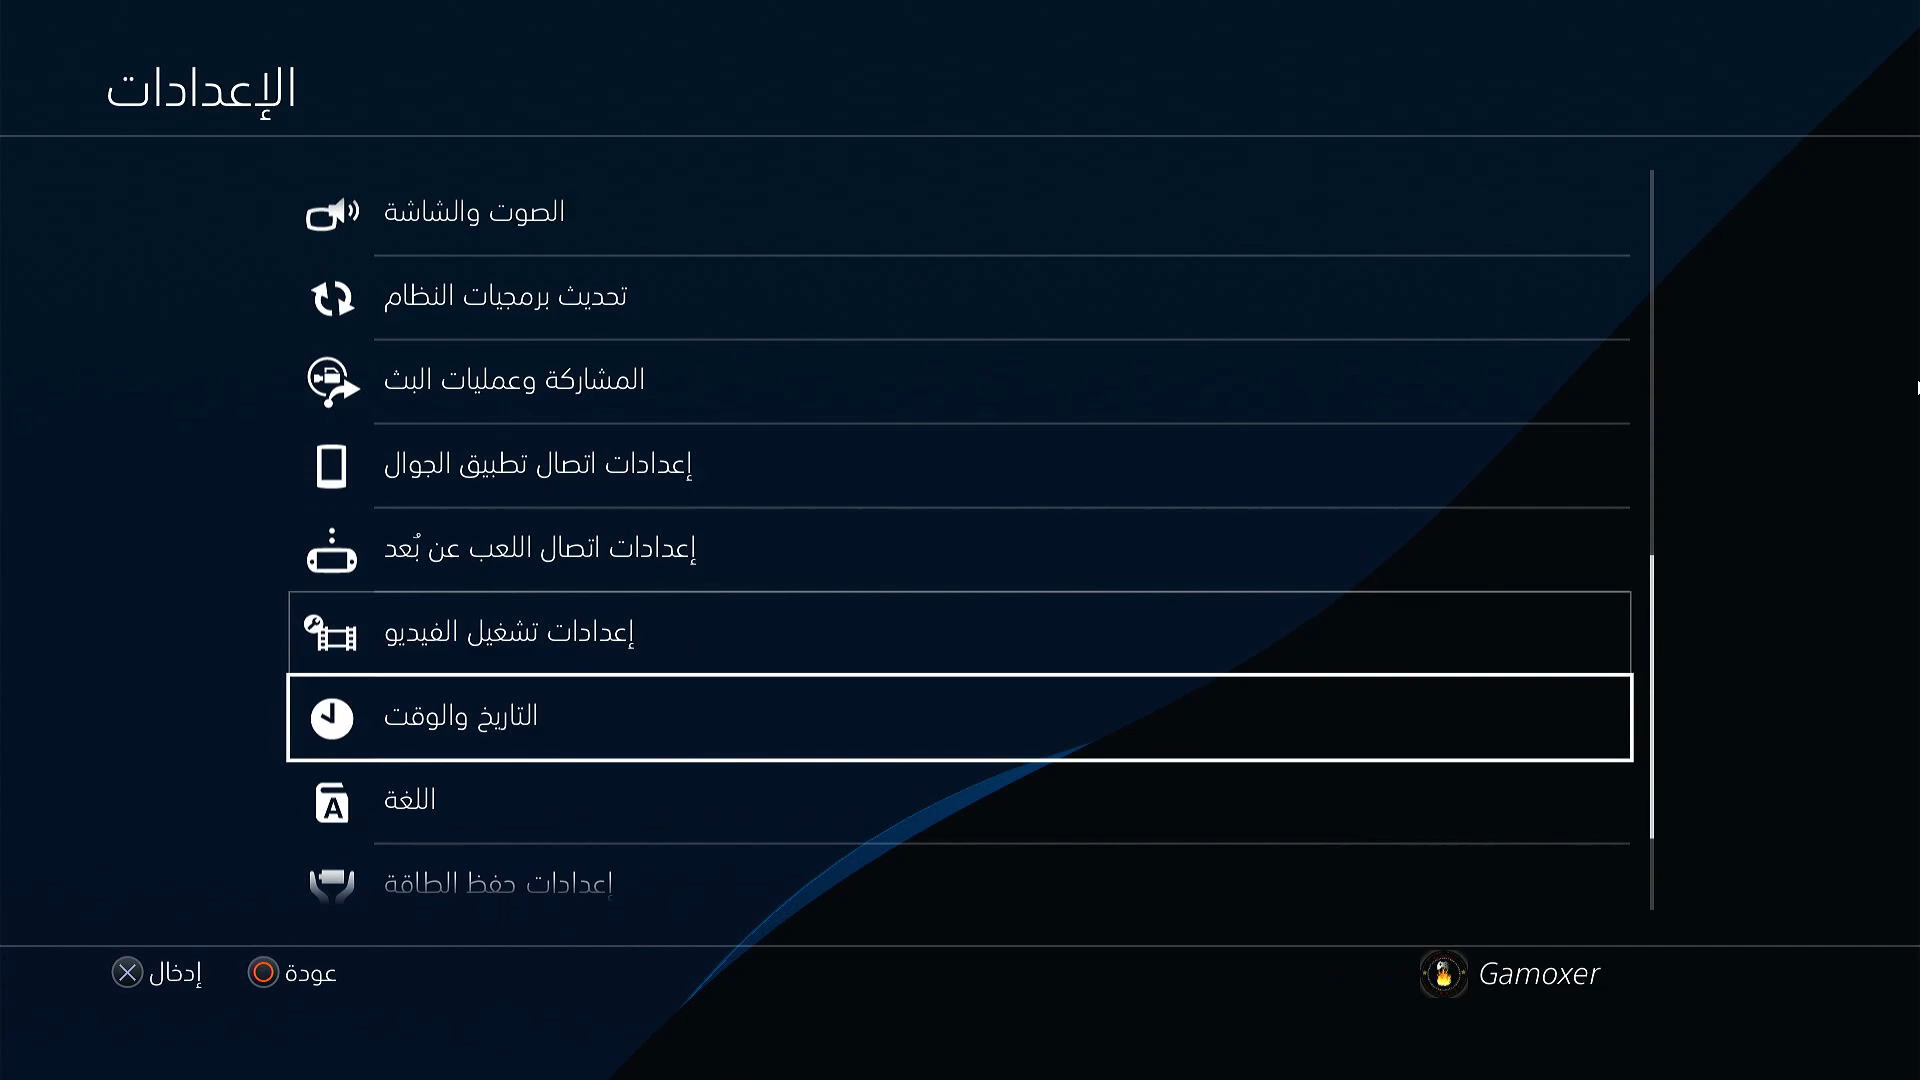 الإعدادات
الصوت والشاشة
تحديث برمجيات النظام
المشاركة وعمليات البث
إعدادات اتصال تطبيق الجوال
إعدادات اتصال اللعب عن بُعد
إعدادات تشغيل الفيديو
التاريخ والوقت
اللغة
A
إعدادات حفظ الطاقة
إدخال
عودة
Gamoxer